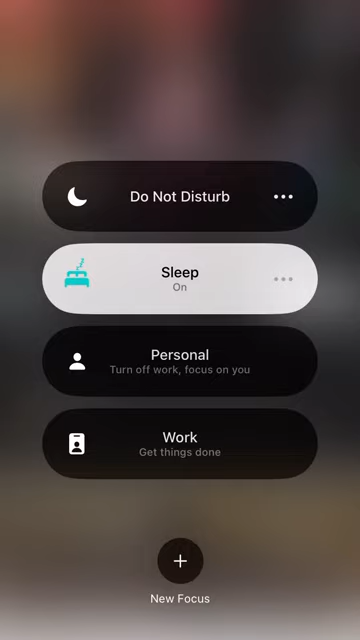 Do Not Disturb
Sleep
On
Personal
Turn off work, focus on you
Work
Get things done
New Focus